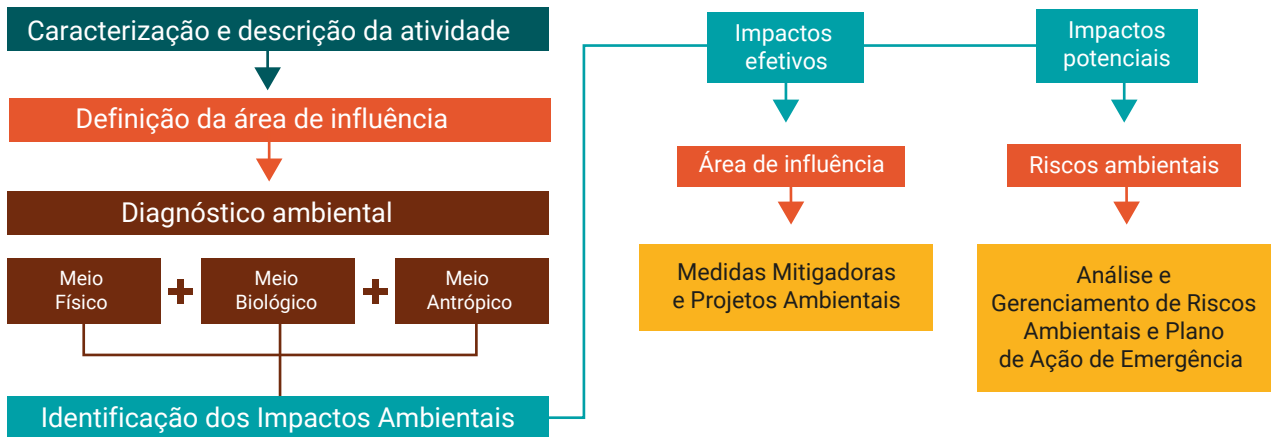 Caracterização e descrição da atividade
Definição da área de influência
Diagnóstico ambiental
Meio
Físico
Meio
Biológico
Meio
Antrópico
Identificação dos Impactos Ambientais
Impactos
efetivos
Área de influência
Medidas Mitigadoras
e Projetos Ambientais
Impactos
potenciais
Riscos ambientais
Análise e
Gerenciamento de Riscos
Ambientais e Plano
de Ação de Emergência